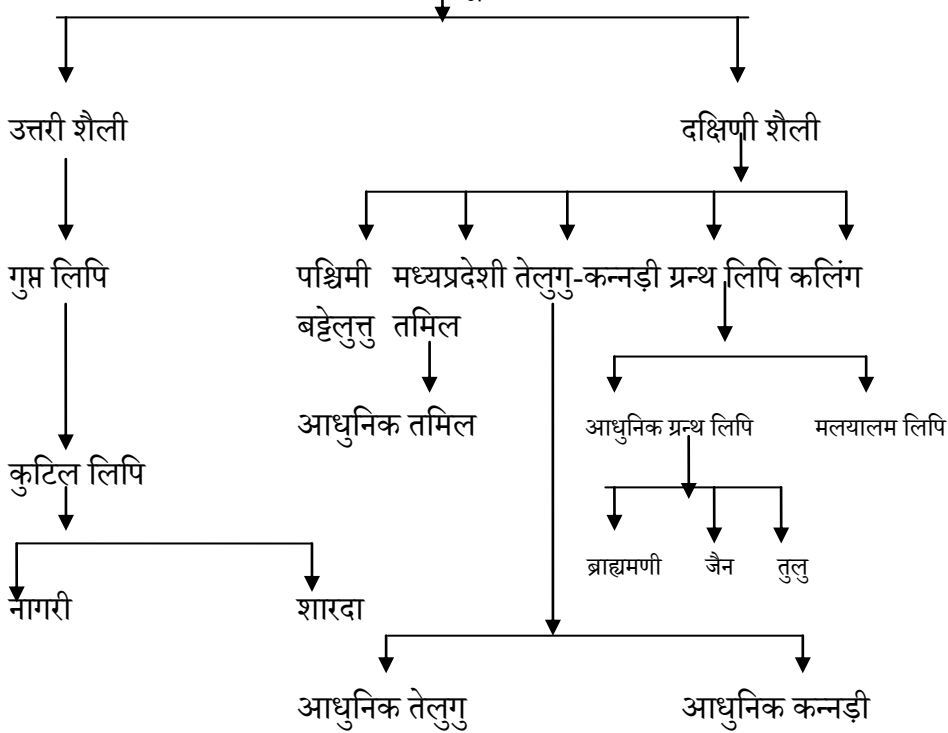 उत्तरी शैली दक्षिणी शैली
गुप्त लिपि पश्चिमी मध्यप्रदेशी तेलुगु-कन्नड़ी ग्रन्थ लिपि कलिंग
बट्टेलुत्तु तमिल
आधुनिक तमिल आधुनिक ग्रन्थ लिपि मलयालम लिपि
कुटिल लिपि
ब्राह्यमणी जैन तुलु
नागरी शारदा
आधुनिक तेलुगु आधुनिक कन्नड़ी